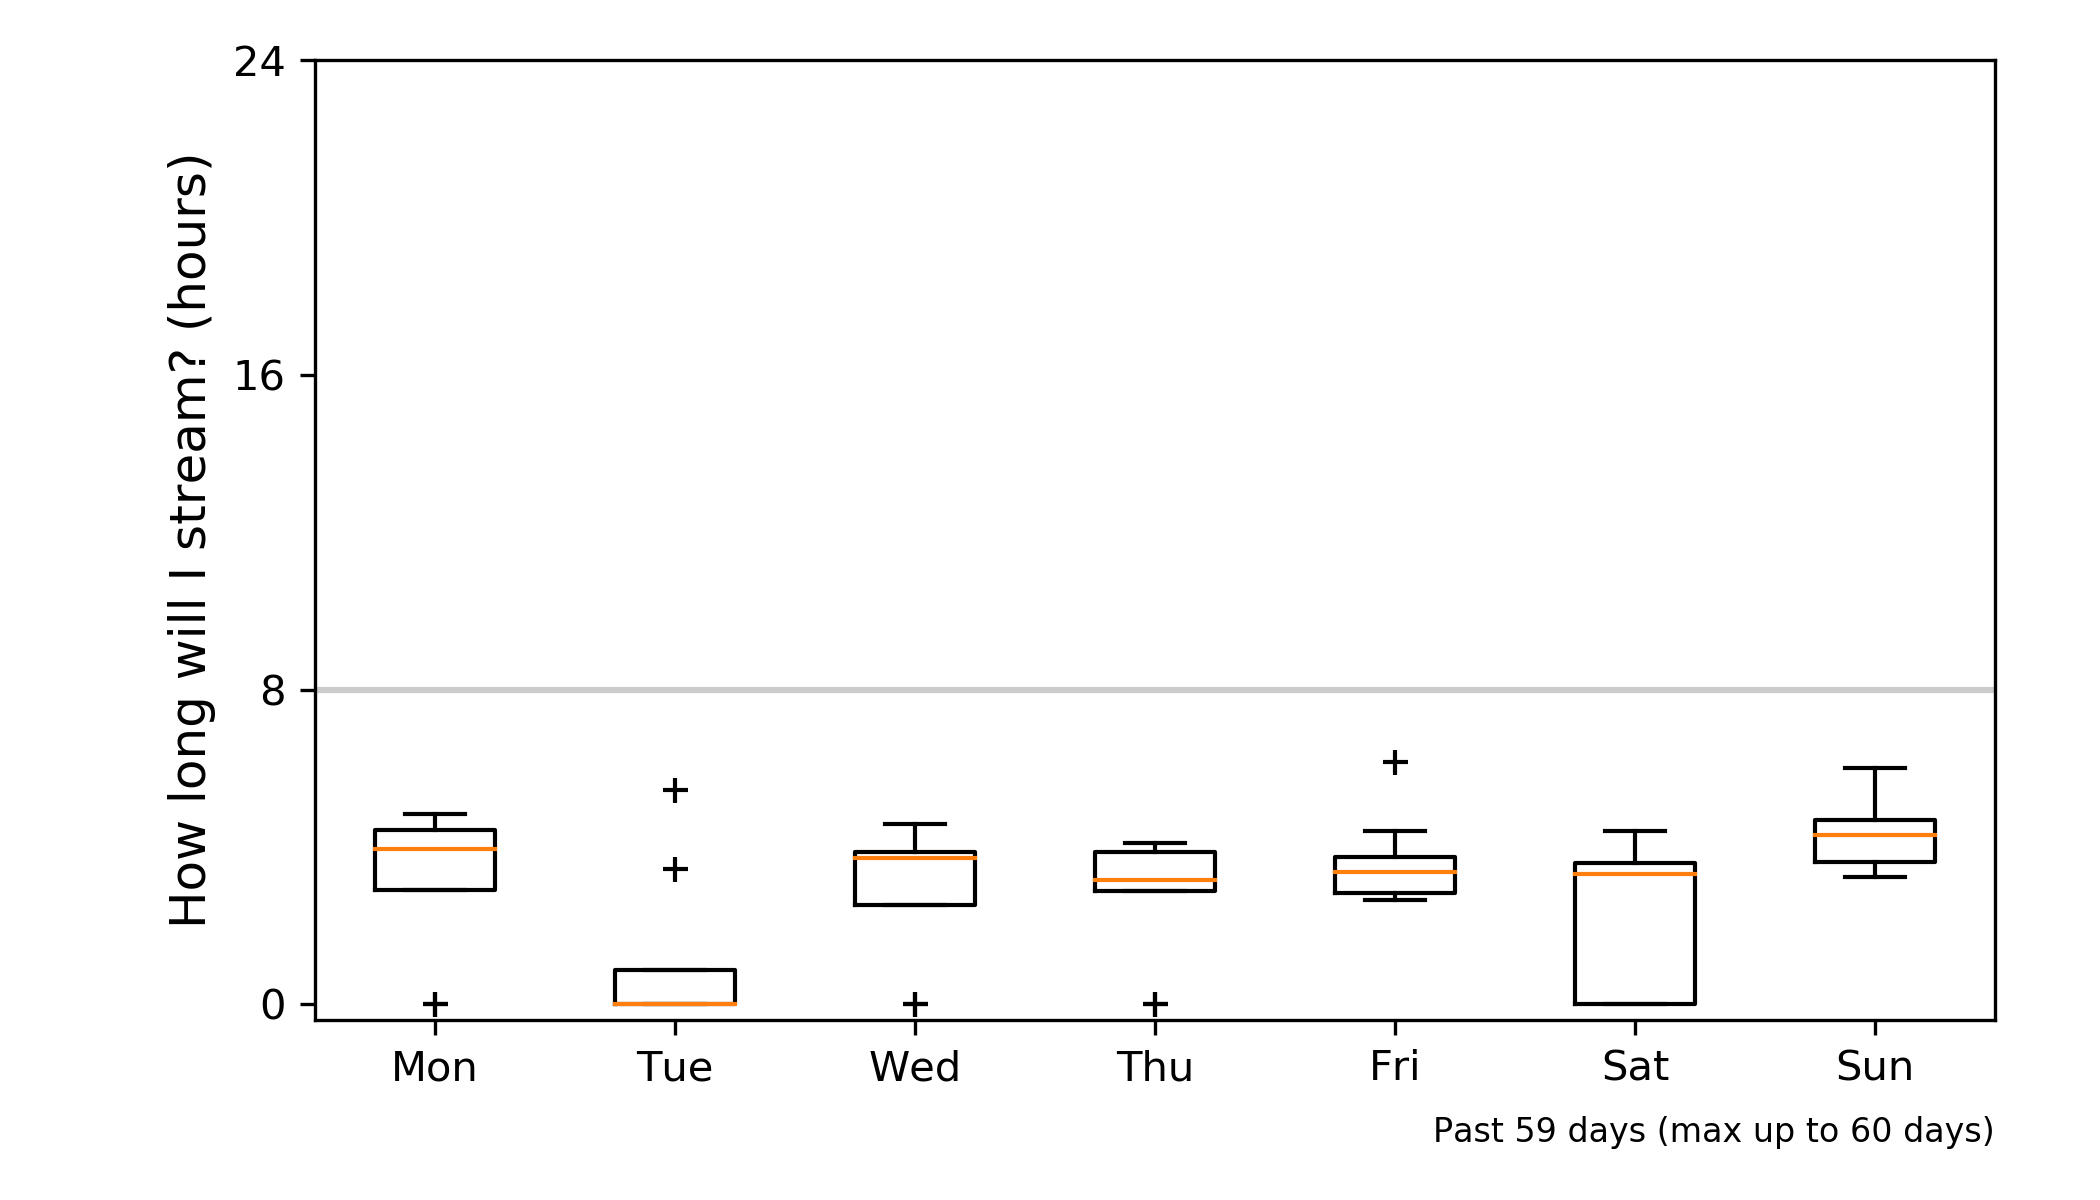 24
16
8
0
How long will I stream? (hours)
Mon Tue Wed Thu Fri Sat Sun
Past 59 days (max up to 60 days)